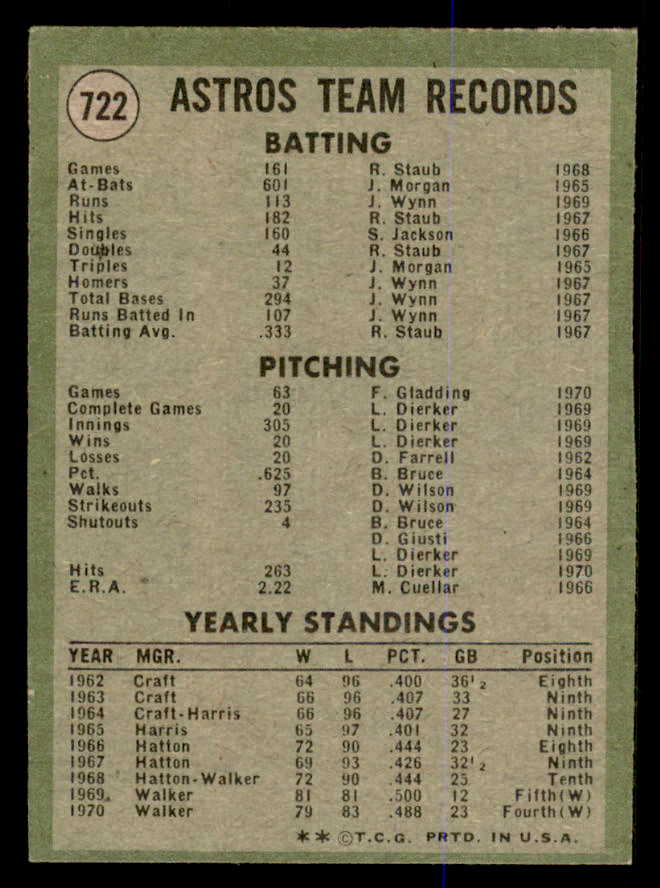 722 ASTROS TEAM RECORDS
BATTING
Games 161 R. Staub 1968
At-Bats 601 J. Morgan 1965
Runs 113 J. Wynn 1969
Hits 182 R. Staub 1967
Singles 160 S. Jackson 1966
Doubles 44 R. Staub 1967
Triples 12 J. Morgan 1965
Homers 37 J. Wynn 1967
Total Bases 294 J. Wynn 1967
Runs Batted In 107 J. Wynn 1967
Batting Avg. .333 R. Staub 1967
PITCHING
Games 63 F. Gladding 1970
Complete Games 20 L. Dierker 1969
Innings 305 L. Dierker 1969
Wins 20 L. Dierker 1969
Losses 20 D. Farrell 1962
Pct. .625 B. Bruce 1964
Walks 97 D. Wilson 1969
Strikeouts 235 D. Wilson 1969
Shutouts 4 B. Bruce 1964
D. Giusti 1966
L. Dierker 1969
Hits 263 L. Dierker 1970
E.R.A. 2.22 M. Cuellar 1966
YEARLY STANDINGS
YEAR MGR. W L PCT. GB Position
1962 Craft 64 96 .400 36½ Eighth
1963 Craft 66 96 .407 33 Ninth
1964 Craft-Harris 66 96 .407 27 Ninth
1965 Harris 65 97 .401 32 Ninth
1966 Hatton 72 90 .444 23 Eighth
1967 Hatton 69 93 .426 32½ Ninth
1968 Hatton-Walker 72 90 .444 25 Tenth
1969 Walker 81 81 .500 12 Fifth(W)
1970 Walker 79 83 .488 23 Fourth(W)
** ©T.C.G. PRTD. IN U.S.A.